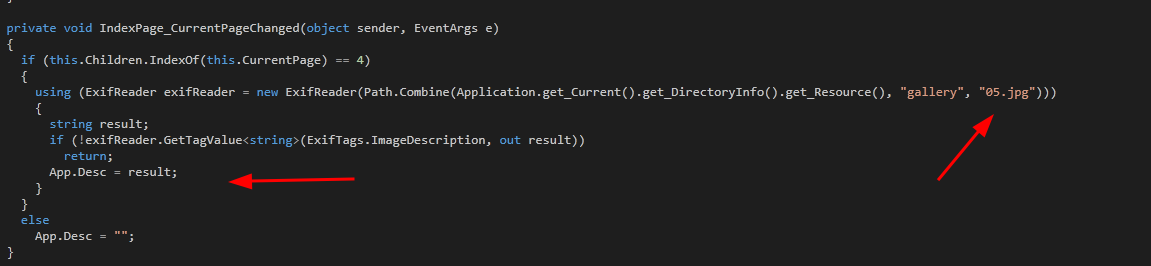 private void IndexPage_CurrentPageChanged(object sender, EventArgs e)
{
if (this.Children.IndexOf(this.CurrentPage) == 4)
{
using (ExifReader exifReader = new ExifReader(Path.Combine(Application.get_Current().get_DirectoryInfo().get_Resource(), "gallery", "05.jpg")))
{
string result;
if (!exifReader.GetTagValue<string>(ExifTags.ImageDescription, out result))
return;
App.Desc = result;
}
}
else
App.Desc = "";
}